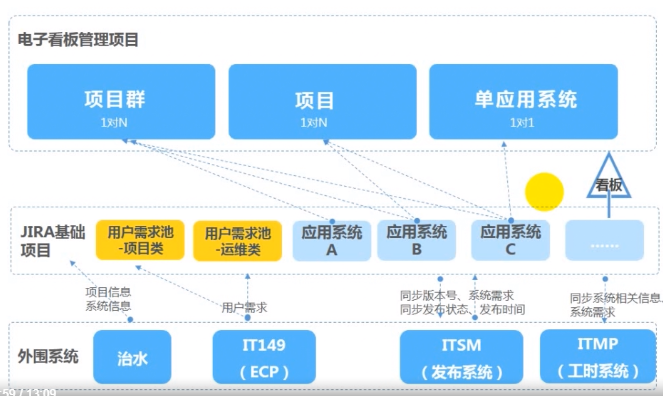 电子看板管理项目
项目群
1对N
项目
1对N
单应用系统
1对1
看板
JIRA基础
项目
用户需求池
-项目类
用户需求池
-运维类
应用系统
A
应用系统
B
应用系统
C
......
项目信息
系统信息
用户需求
同步版本号、系统需求
同步发布状态、发布时间
同步系统相关信息、
系统需求
外围系统
治水
IT149
（ECP）
ITSM
（发布系统）
ITMP
（工时系统）
:59 / 13:09